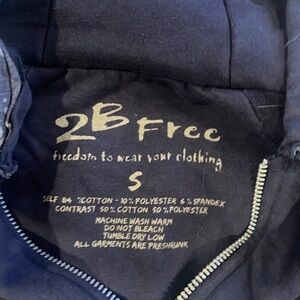 2B Free
freedom to wear your clothing
S
SELF 84 %COTTON - 10% POLYESTER 6% SPANDEX
CONTRAST 50% COTTON 50% POLYESTER
MACHINE WASH WARM
DO NOT BLEACH
TUMBLE DRY LOW
ALL GARMENTS ARE PRESHRUNK